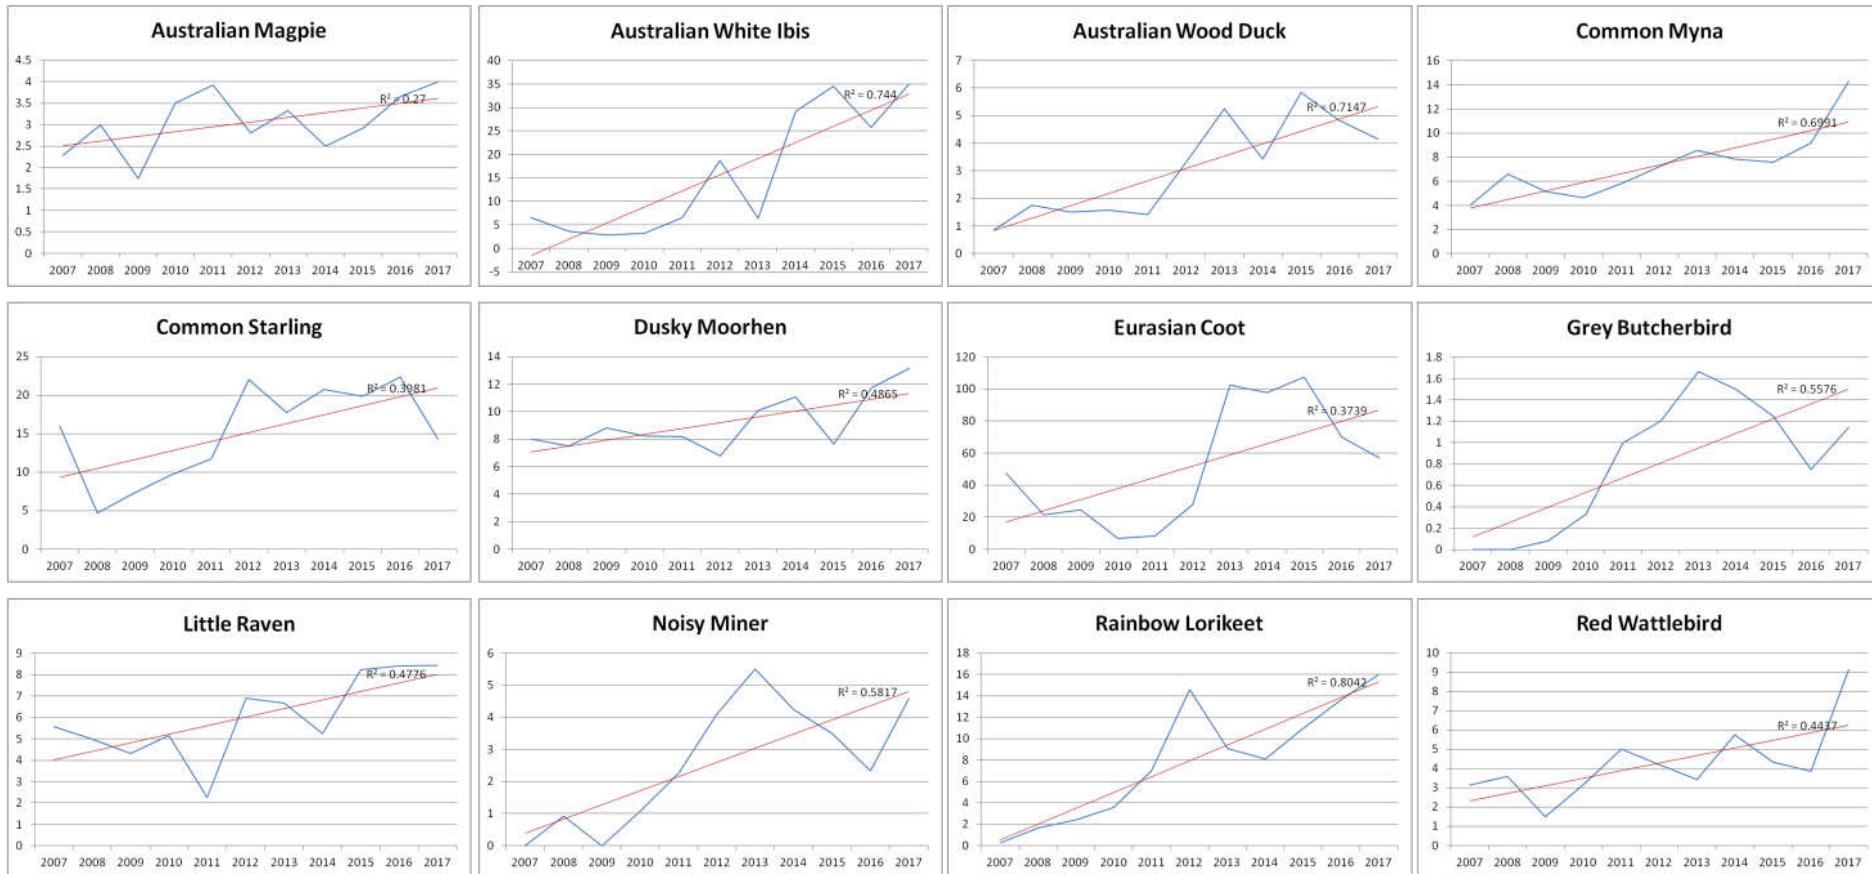 Australian Magpie
4.5
4
3.5
3
2.5
2
1.5
1
0.5
0
R² = 0.27
2007 2008 2009 2010 2011 2012 2013 2014 2015 2016 2017
Australian White Ibis
40
35
30
25
20
15
10
5
0
-5
R² = 0.744
2007 2008 2009 2010 2011 2012 2013 2014 2015 2016 2017
Australian Wood Duck
7
6
5
4
3
2
1
0
R² = 0.7147
2007 2008 2009 2010 2011 2012 2013 2014 2015 2016 2017
Common Myna
16
14
12
10
8
6
4
2
0
R² = 0.6991
2007 2008 2009 2010 2011 2012 2013 2014 2015 2016 2017
Common Starling
25
20
15
10
5
0
R² = 0.3981
2007 2008 2009 2010 2011 2012 2013 2014 2015 2016 2017
Dusky Moorhen
14
12
10
8
6
4
2
0
R² = 0.4865
2007 2008 2009 2010 2011 2012 2013 2014 2015 2016 2017
Eurasian Coot
120
100
80
60
40
20
0
R² = 0.3739
2007 2008 2009 2010 2011 2012 2013 2014 2015 2016 2017
Grey Butcherbird
1.8
1.6
1.4
1.2
1
0.8
0.6
0.4
0.2
0
R² = 0.5576
2007 2008 2009 2010 2011 2012 2013 2014 2015 2016 2017
Little Raven
9
8
7
6
5
4
3
2
1
0
R² = 0.4776
2007 2008 2009 2010 2011 2012 2013 2014 2015 2016 2017
Noisy Miner
6
5
4
3
2
1
0
R² = 0.5817
2007 2008 2009 2010 2011 2012 2013 2014 2015 2016 2017
Rainbow Lorikeet
18
16
14
12
10
8
6
4
2
0
R² = 0.8042
2007 2008 2009 2010 2011 2012 2013 2014 2015 2016 2017
Red Wattlebird
10
9
8
7
6
5
4
3
2
1
0
R² = 0.4437
2007 2008 2009 2010 2011 2012 2013 2014 2015 2016 2017